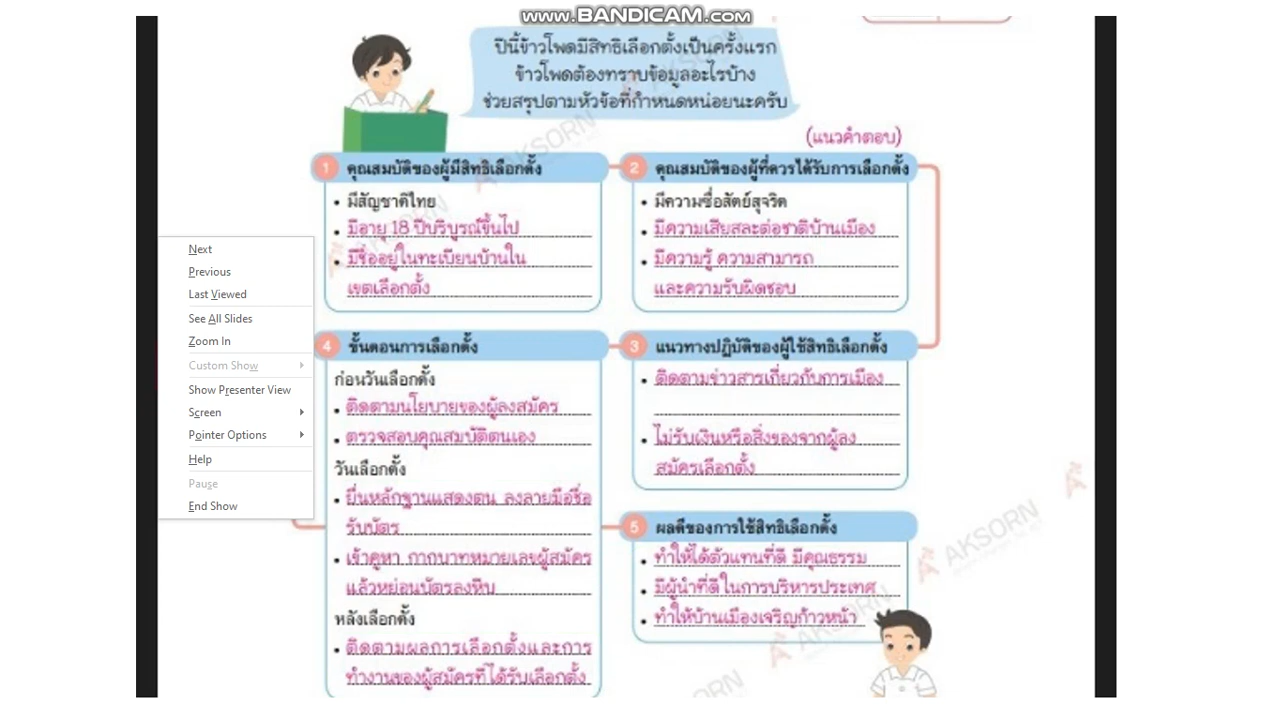 www.BANDICAM.com
ปีนี้ข้าวโพดมีสิทธิเลือกตั้งเป็นครั้งแรก
ข้าวโพดต้องทราบข้อมูลอะไรบ้าง
ช่วยสรุปตามหัวข้อที่กำหนดหน่อยนะครับ
(แนวคำตอบ)
1 คุณสมบัติของผู้มีสิทธิเลือกตั้ง
• มีสัญชาติไทย
• มีอายุ 18 ปีบริบูรณ์ขึ้นไป
• มีชื่ออยู่ในทะเบียนบ้านใน
เขตเลือกตั้ง
2 คุณสมบัติของผู้ที่ควรได้รับการเลือกตั้ง
• มีความซื่อสัตย์สุจริต
• มีความเสียสละต่อชาติบ้านเมือง
• มีความรู้ ความสามารถ
และความรับผิดชอบ
3 แนวทางปฏิบัติของผู้ใช้สิทธิเลือกตั้ง
• ติดตามข่าวสารเกี่ยวกับการเมือง
• ไม่รับเงินหรือสิ่งของจากผู้ลง
สมัครเลือกตั้ง
4 ขั้นตอนการเลือกตั้ง
ก่อนวันเลือกตั้ง
• ติดตามนโยบายของผู้ลงสมัคร
• ตรวจสอบคุณสมบัติตนเอง
วันเลือกตั้ง
• ยื่นหลักฐานแสดงตน ลงลายมือชื่อ
รับบัตร
• เข้าคูหา กากบาทหมายเลขผู้สมัคร
แล้วหย่อนบัตรลงหีบ
หลังเลือกตั้ง
• ติดตามผลการเลือกตั้งและการ
ทำงานของผู้สมัครที่ได้รับเลือกตั้ง
5 ผลดีของการใช้สิทธิเลือกตั้ง
• ทำให้ได้ตัวแทนที่ดี มีคุณธรรม
• มีผู้นำที่ดีในการบริหารประเทศ
• ทำให้บ้านเมืองเจริญก้าวหน้า
Next
Previous
Last Viewed
See All Slides
Zoom In
Custom Show
Show Presenter View
Screen
Pointer Options
Help
Pause
End Show
AKSORN
AKSORN
AKSORN
AKSORN